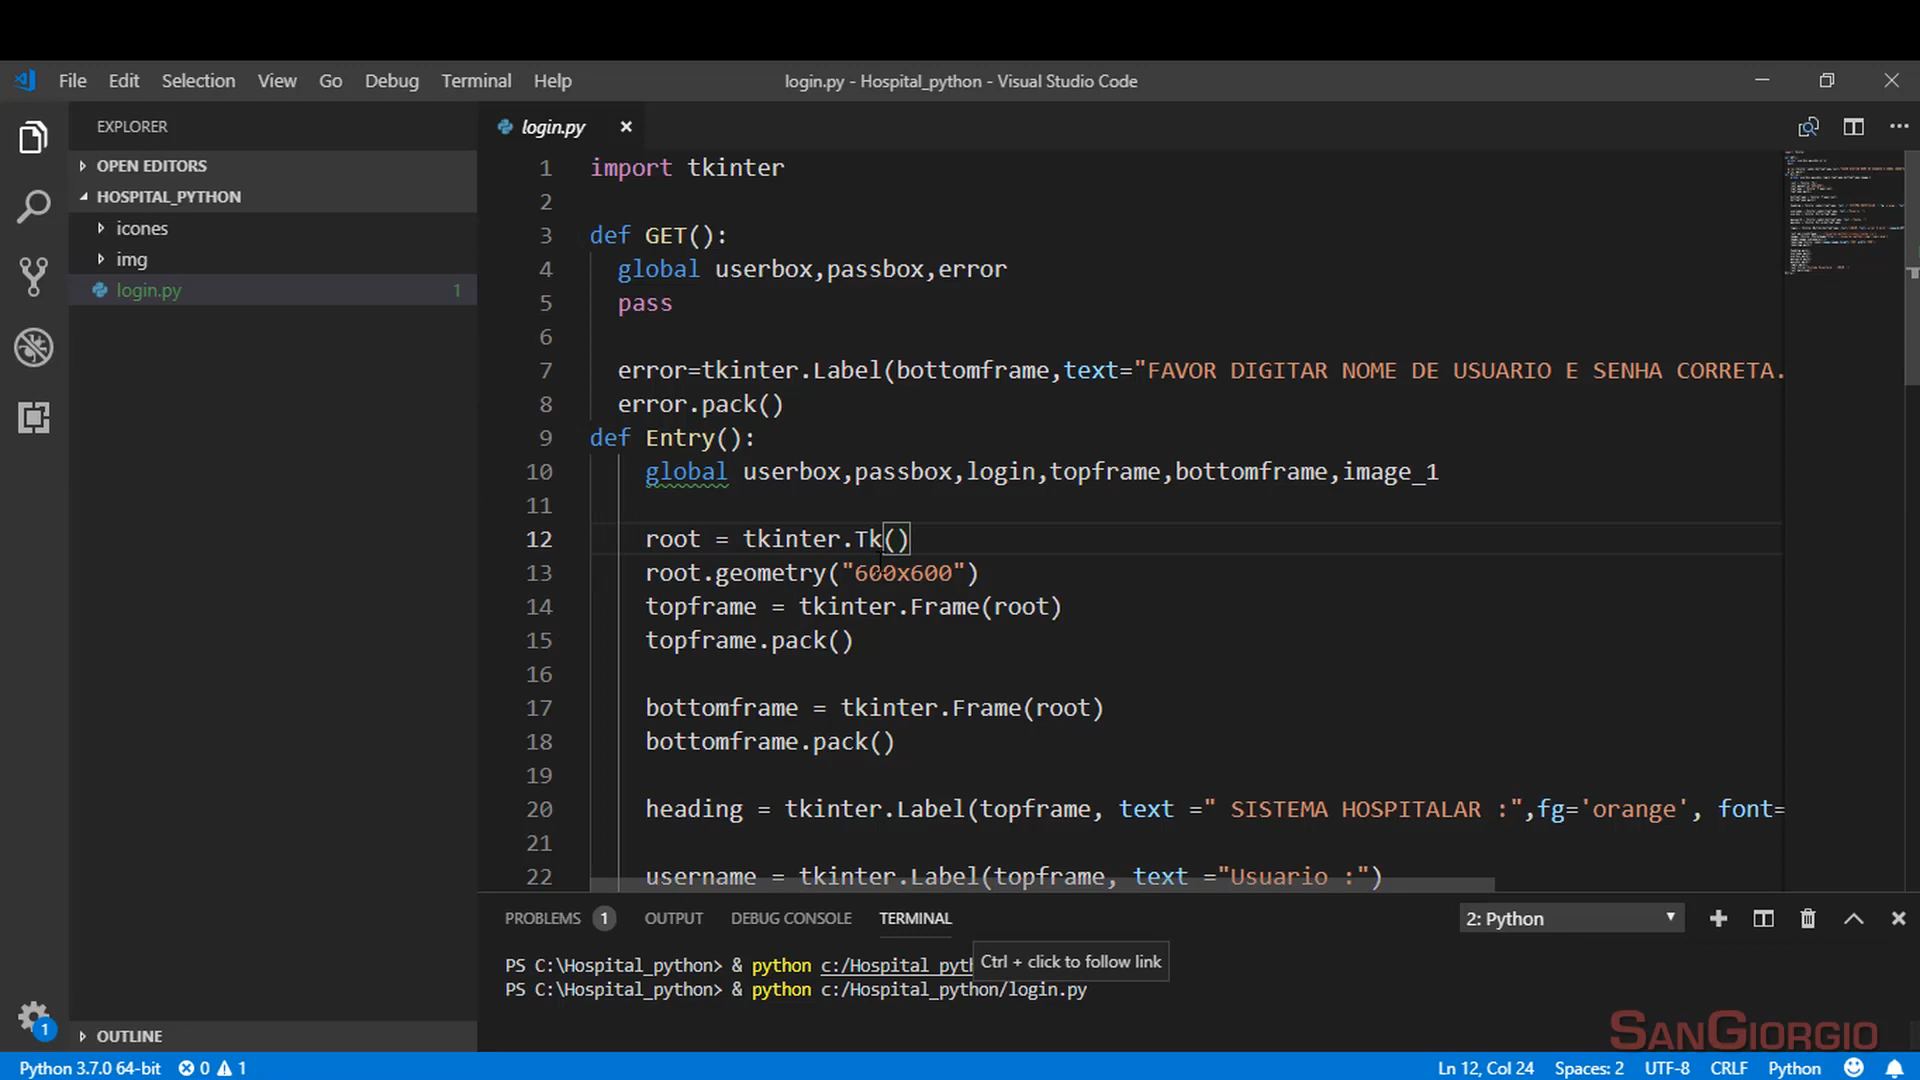 File Edit Selection View Go Debug Terminal Help
login.py - Hospital_python - Visual Studio Code
EXPLORER
OPEN EDITORS
HOSPITAL_PYTHON
icones
img
login.py 1
login.py
1 import tkinter
2
3 def GET():
4 global userbox,passbox,error
5 pass
6
7 error=tkinter.Label(bottomframe,text="FAVOR DIGITAR NOME DE USUARIO E SENHA CORRETA.
8 error.pack()
9 def Entry():
10 global userbox,passbox,login,topframe,bottomframe,image_1
11
12 root = tkinter.Tk()
13 root.geometry("600x600")
14 topframe = tkinter.Frame(root)
15 topframe.pack()
16
17 bottomframe = tkinter.Frame(root)
18 bottomframe.pack()
19
20 heading = tkinter.Label(topframe, text =" SISTEMA HOSPITALAR :",fg='orange', font=
21
22 username = tkinter.Label(topframe, text ="Usuario :")
PROBLEMS 1 OUTPUT DEBUG CONSOLE TERMINAL
2: Python
PS C:\Hospital_python> & python c:/Hospital_pyth
Ctrl + click to follow link
PS C:\Hospital_python> & python c:/Hospital_python/login.py
1
OUTLINE
SANGIORGIO
Python 3.7.0 64-bit 0 1
Ln 12, Col 24 Spaces: 2 UTF-8 CRLF Python